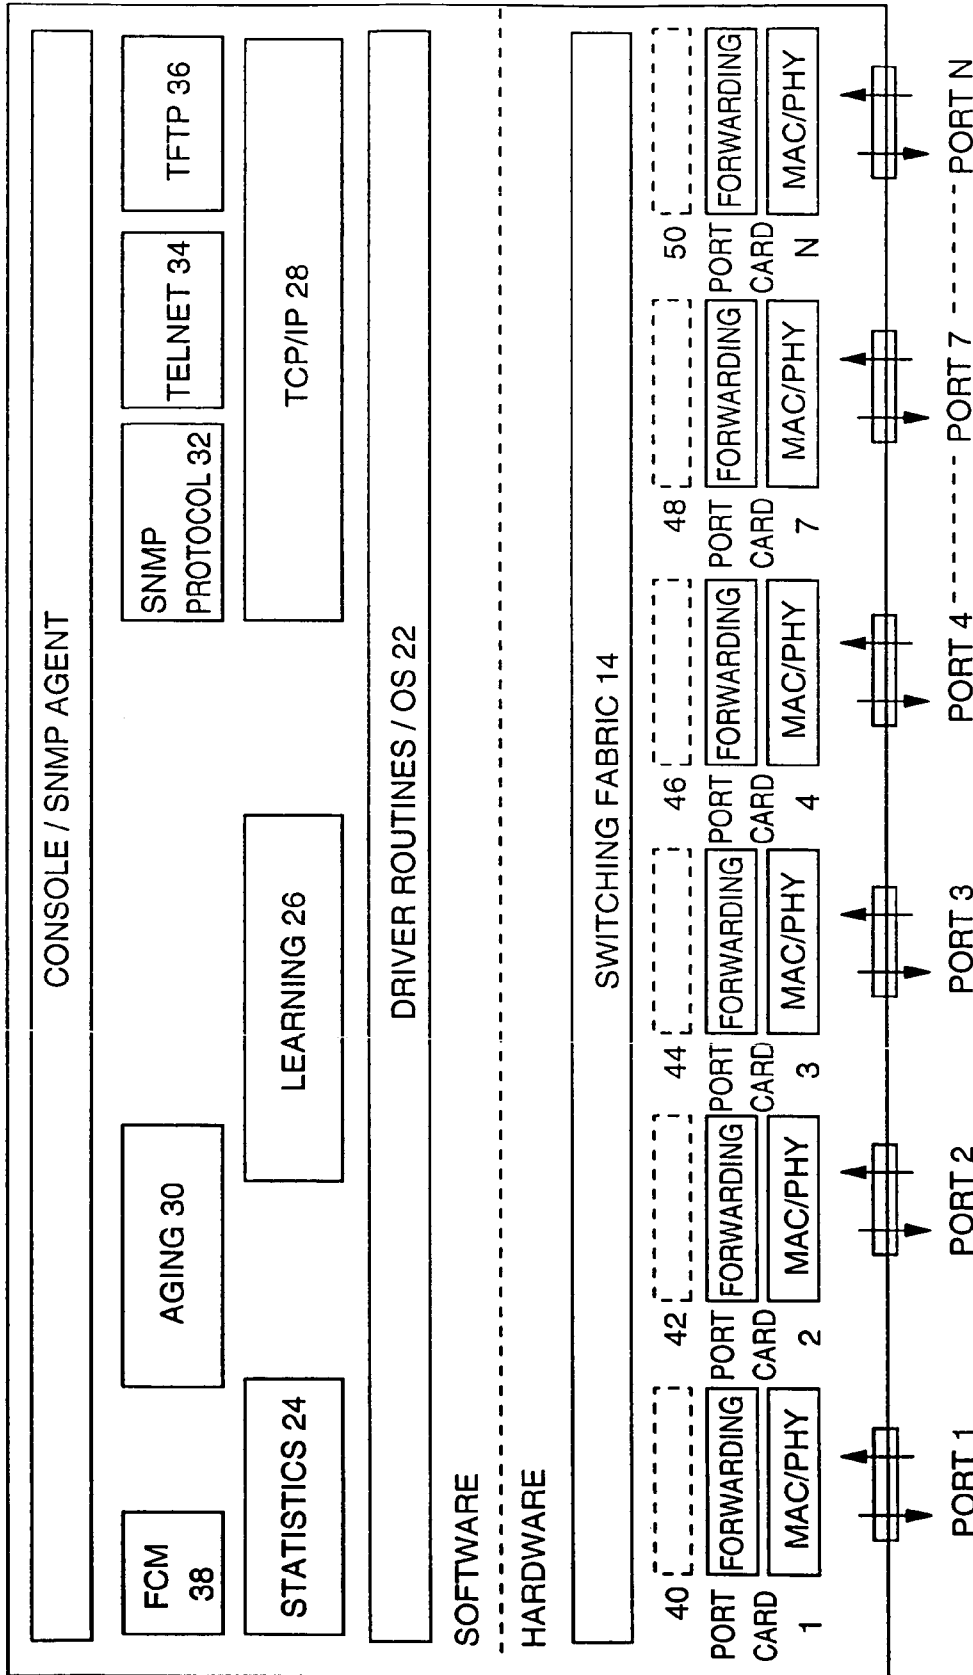 CONSOLE / SNMP AGENT
FCM
38
AGING 30
SNMP
PROTOCOL 32
TELNET 34
TFTP 36
STATISTICS 24
LEARNING 26
TCP/IP 28
DRIVER ROUTINES / OS 22
SOFTWARE
HARDWARE
SWITCHING FABRIC 14
40
42
44
46
48
50
PORT
CARD
1
FORWARDING
MAC/PHY
PORT
CARD
2
FORWARDING
MAC/PHY
PORT
CARD
3
FORWARDING
MAC/PHY
PORT
CARD
4
FORWARDING
MAC/PHY
PORT
CARD
7
FORWARDING
MAC/PHY
PORT
CARD
N
FORWARDING
MAC/PHY
PORT 1
PORT 2
PORT 3
PORT 4 ------ PORT 7 ------ PORT N